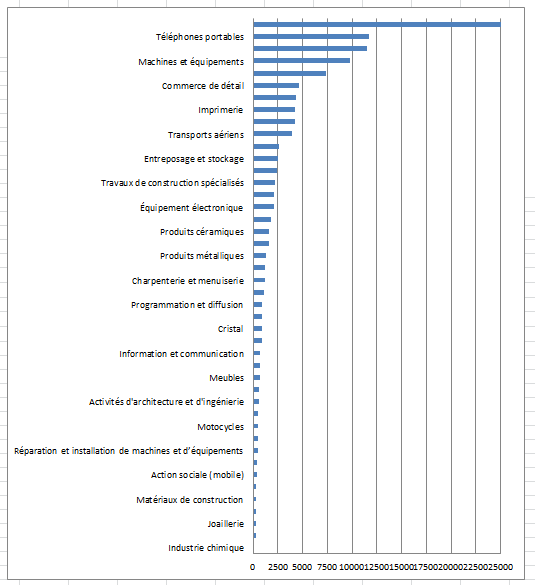 Téléphones portables
Machines et équipements
Commerce de détail
Imprimerie
Transports aériens
Entreposage et stockage
Travaux de construction spécialisés
Équipement électronique
Produits céramiques
Produits métalliques
Charpenterie et menuiserie
Programmation et diffusion
Cristal
Information et communication
Meubles
Activités d'architecture et d'ingénierie
Motocycles
Réparation et installation de machines et d'équipements
Action sociale (mobile)
Matériaux de construction
Joaillerie
Industrie chimique
0 2500 5000 7500 10000 12500 15000 17500 20000 22500 25000